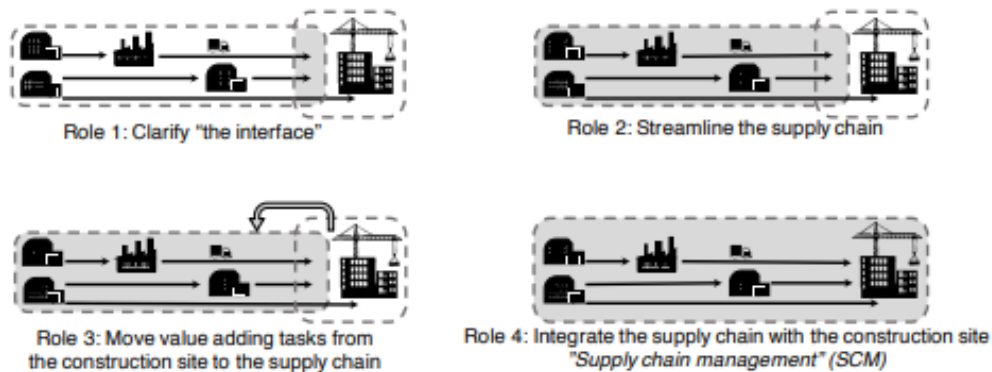 Role 1: Clarify “the interface”
Role 2: Streamline the supply chain
Role 3: Move value adding tasks from
the construction site to the supply chain
Role 4: Integrate the supply chain with the construction site
”Supply chain management” (SCM)